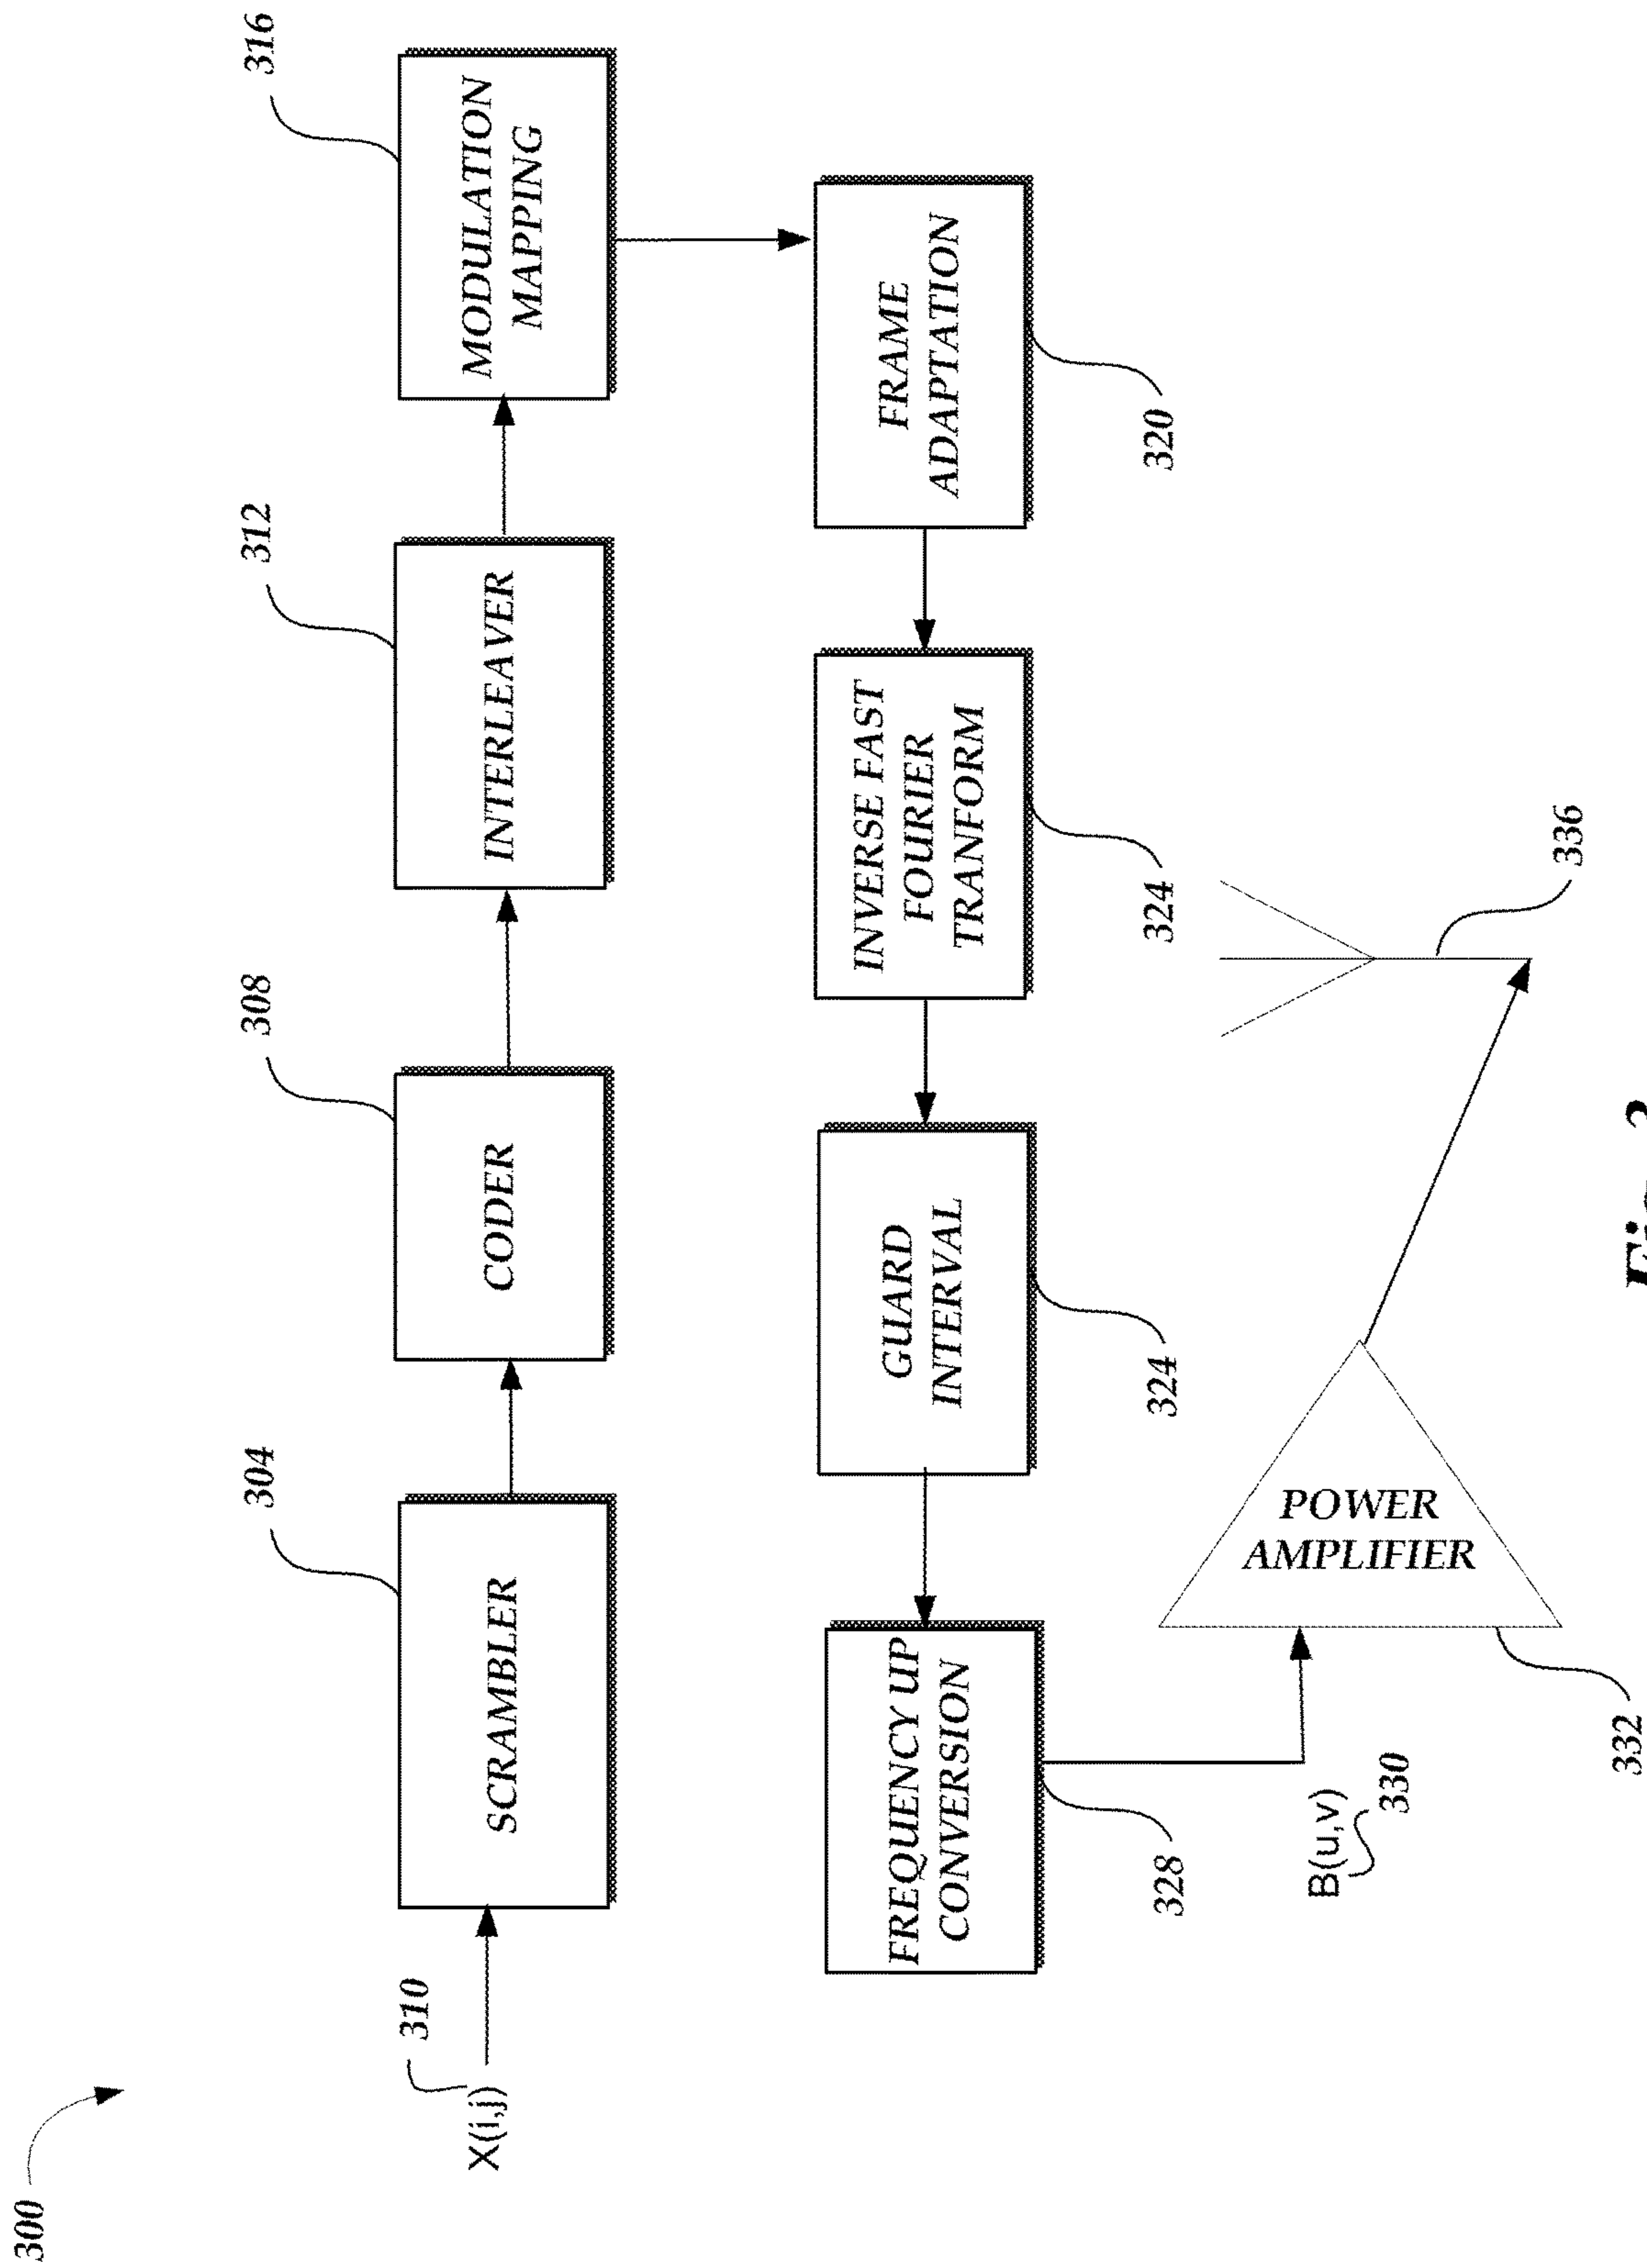 300
X(i,j)
310
304
SCRAMBLER
308
CODER
312
INTERLEAVER
316
MODULATION
MAPPING
FREQUENCY UP
CONVERSION
328
GUARD
INTERVAL
324
INVERSE FAST
FOURIER
TRANFORM
324
FRAME
ADAPTATION
320
B(u,v)
330
POWER
AMPLIFIER
332
336